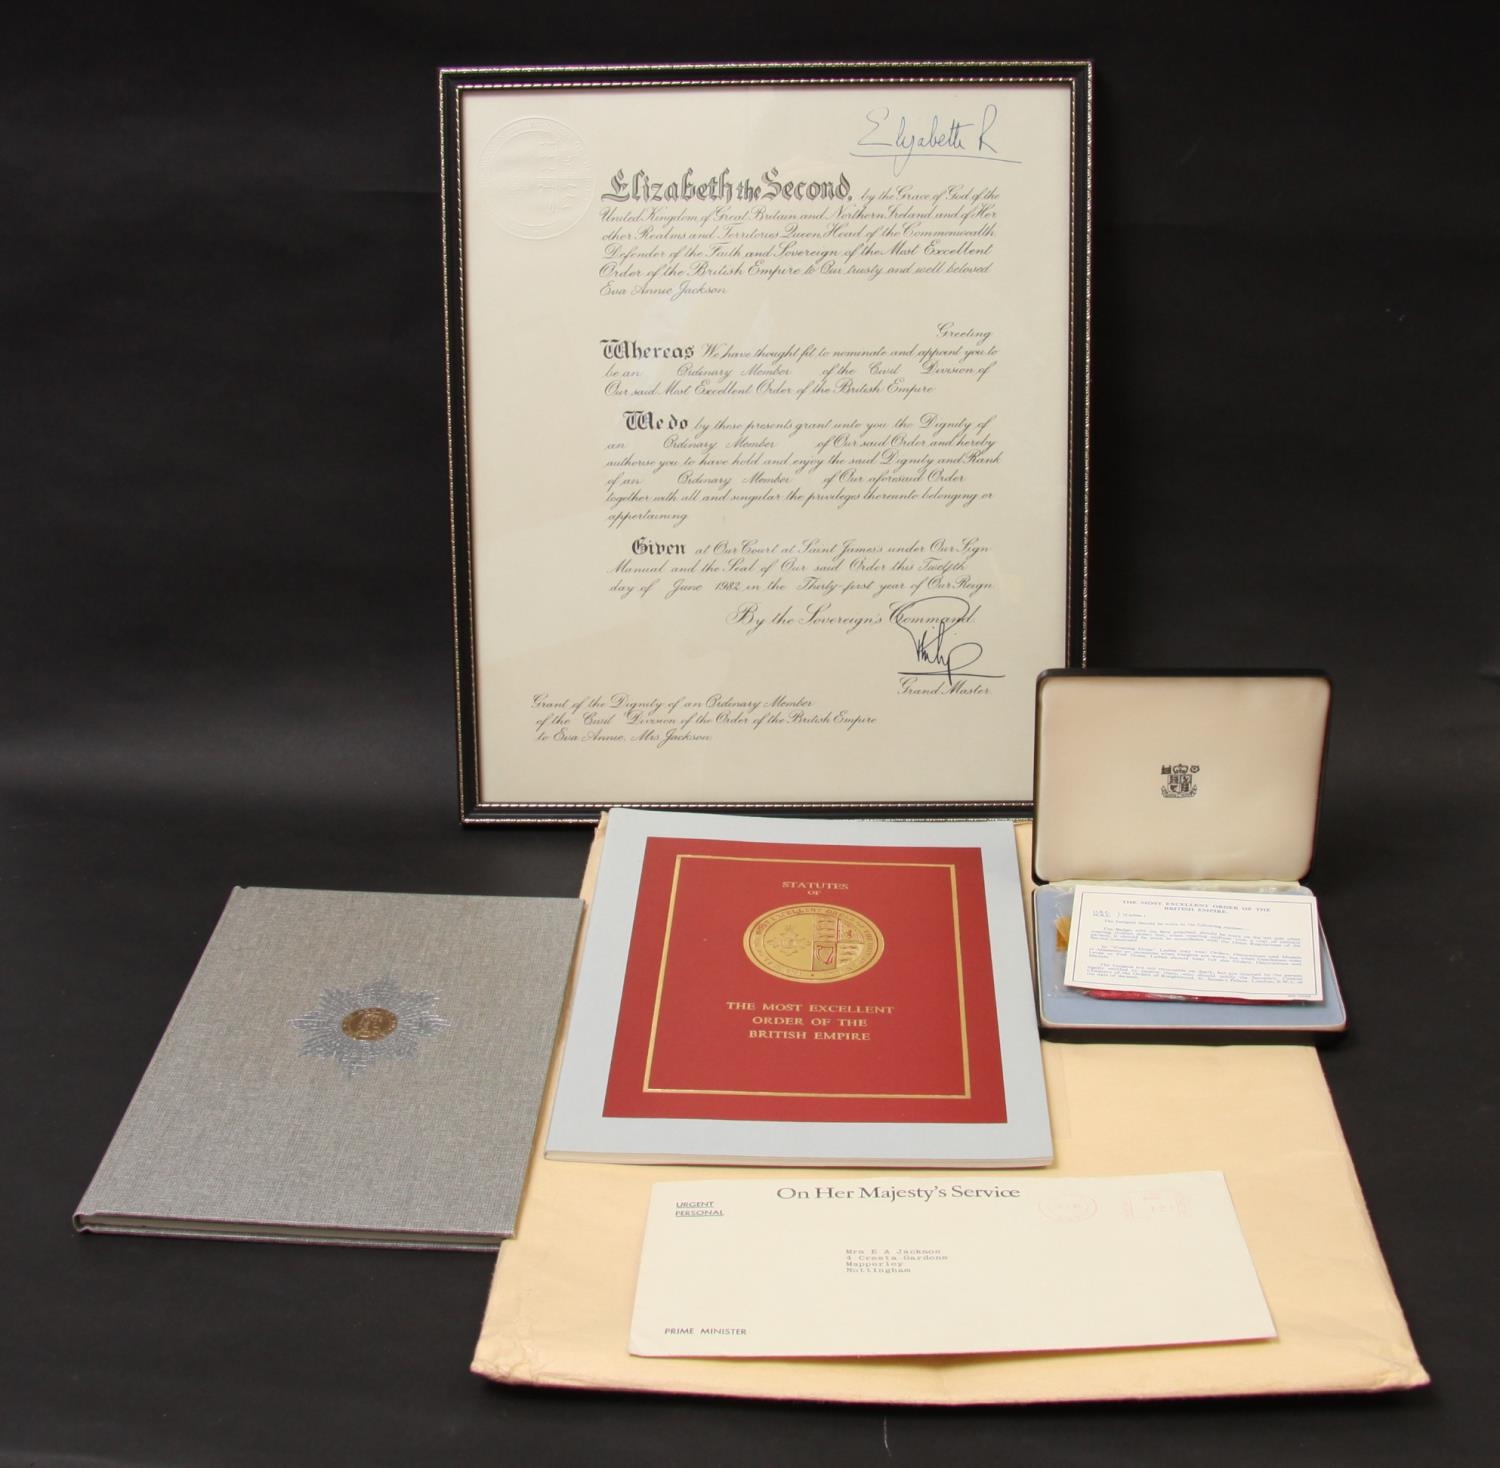 Elizabeth R
Elizabeth the Second, by the Grace of God of the
United Kingdom of Great Britain and Northern Ireland and of Her
other Realms and Territories Queen, Head of the Commonwealth,
Defender of the Faith and Sovereign of the Most Excellent
Order of the British Empire to Our trusty and well beloved
Eva Annie Jackson
Greeting
Whereas We have thought fit to nominate and appoint you to
be an Ordinary Member of the Civil Division of
Our said Most Excellent Order of the British Empire
We do by these presents grant unto you the Dignity of
an Ordinary Member of Our said Order and hereby
authorise you to have hold and enjoy the said Dignity and Rank
of an Ordinary Member of Our aforesaid Order
together with all and singular the privileges thereunto belonging or
appertaining
Given at Our Court at Saint James's under Our Sign
Manual and the Seal of Our said Order this Twelfth
day of June 1982 in the Thirty-first year of Our Reign
By the Sovereign's Command.
Philip
Grand Master
Grant of the Dignity of an Ordinary Member
of the Civil Division of the Order of the British Empire
to Eva Annie, Mrs Jackson.
STATUTES
OF
THE MOST EXCELLENT
ORDER OF THE
BRITISH EMPIRE
THE MOST EXCELLENT ORDER OF THE
BRITISH EMPIRE.
On Her Majesty's Service
URGENT
PERSONAL
Mrs E A Jackson
4 Cresta Gardens
Mapperley
Nottingham
PRIME MINISTER